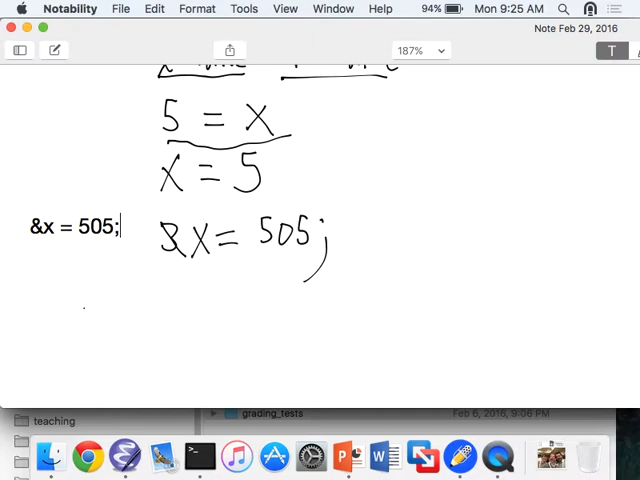 Notability File Edit Format Tools View Window Help 94% Mon 9:25 AM
Note Feb 29, 2016
187% T
5 = x
x = 5
&x = 505; &x = 505;
teaching grading_tests Feb 6, 2016, 9:06 PM